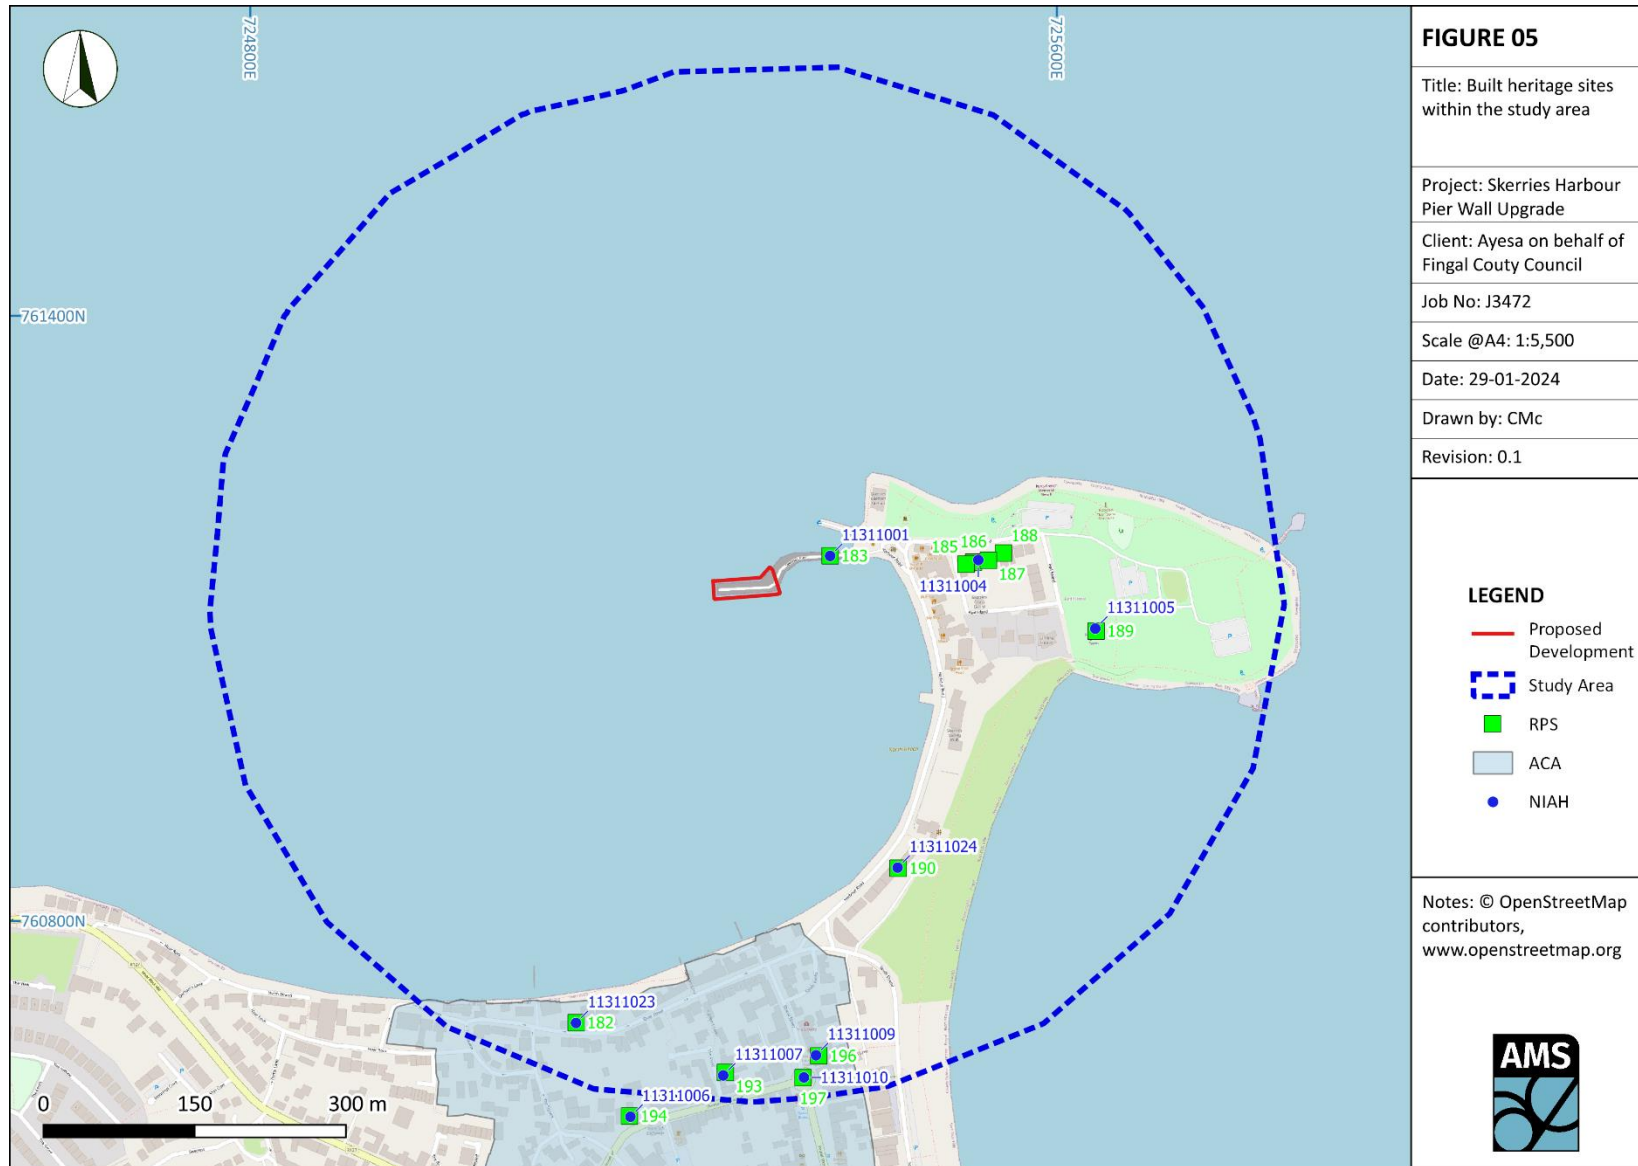 724800E
725600E
761400N
760800N
11311001
183
185
186
188
187
11311004
11311005
189
11311024
190
11311023
182
11311007
193
11311009
196
11311010
197
11311006
194
0 150 300 m
FIGURE 05
Title: Built heritage sites
within the study area
Project: Skerries Harbour
Pier Wall Upgrade
Client: Ayesa on behalf of
Fingal Couty Council
Job No: J3472
Scale @A4: 1:5,500
Date: 29-01-2024
Drawn by: CMc
Revision: 0.1
LEGEND
Proposed
Development
Study Area
RPS
ACA
NIAH
Notes: © OpenStreetMap
contributors,
www.openstreetmap.org
AMS